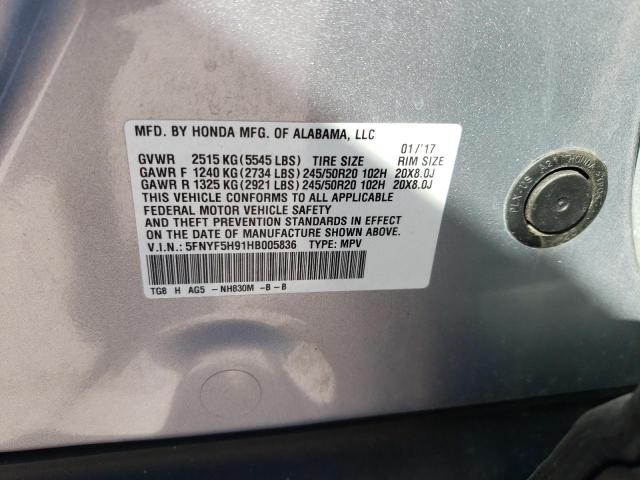 MFD. BY HONDA MFG. OF ALABAMA, LLC
01/'17
GVWR 2515 KG (5545 LBS) TIRE SIZE RIM SIZE
GAWR F 1240 KG (2734 LBS) 245/50R20 102H 20X8.0J
GAWR R 1325 KG (2921 LBS) 245/50R20 102H 20X8.0J
THIS VEHICLE CONFORMS TO ALL APPLICABLE
FEDERAL MOTOR VEHICLE SAFETY
AND THEFT PREVENTION STANDARDS IN EFFECT
ON THE DATE OF MANUFACTURE SHOWN ABOVE.
V.I.N.: 5FNYF5H91HB005836 TYPE: MPV
TG8 H AG5 -NH830M -B-B